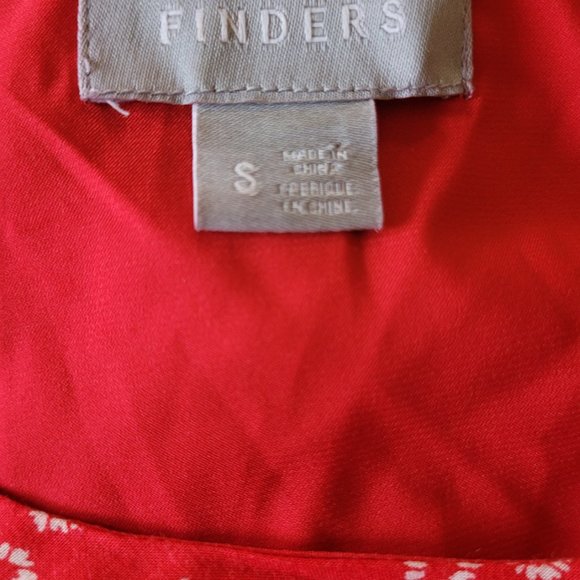 FINDERS
S
MADE IN
CHINA
FABRIQUE
EN CHINE